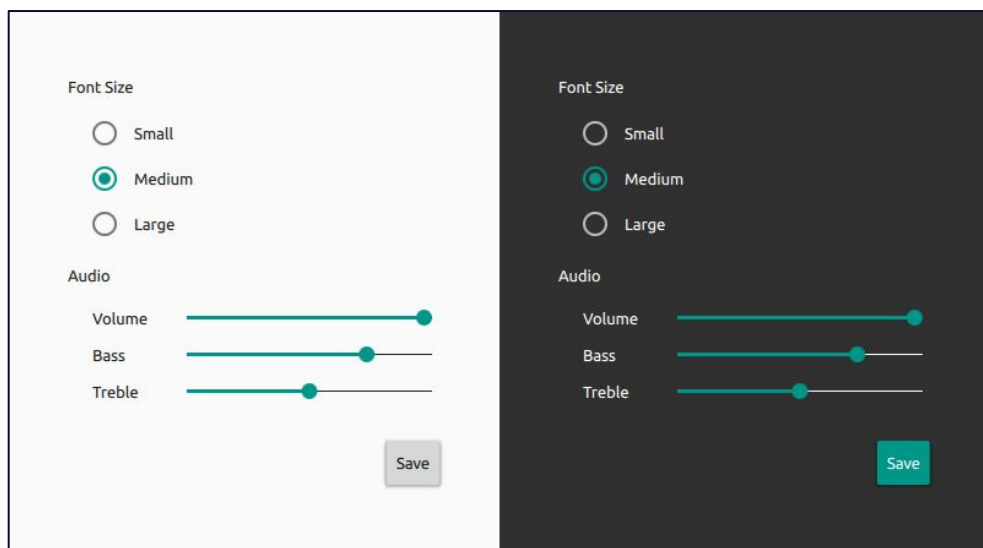 Font Size
Small
Medium
Large
Audio
Volume
Bass
Treble
Save
Font Size
Small
Medium
Large
Audio
Volume
Bass
Treble
Save